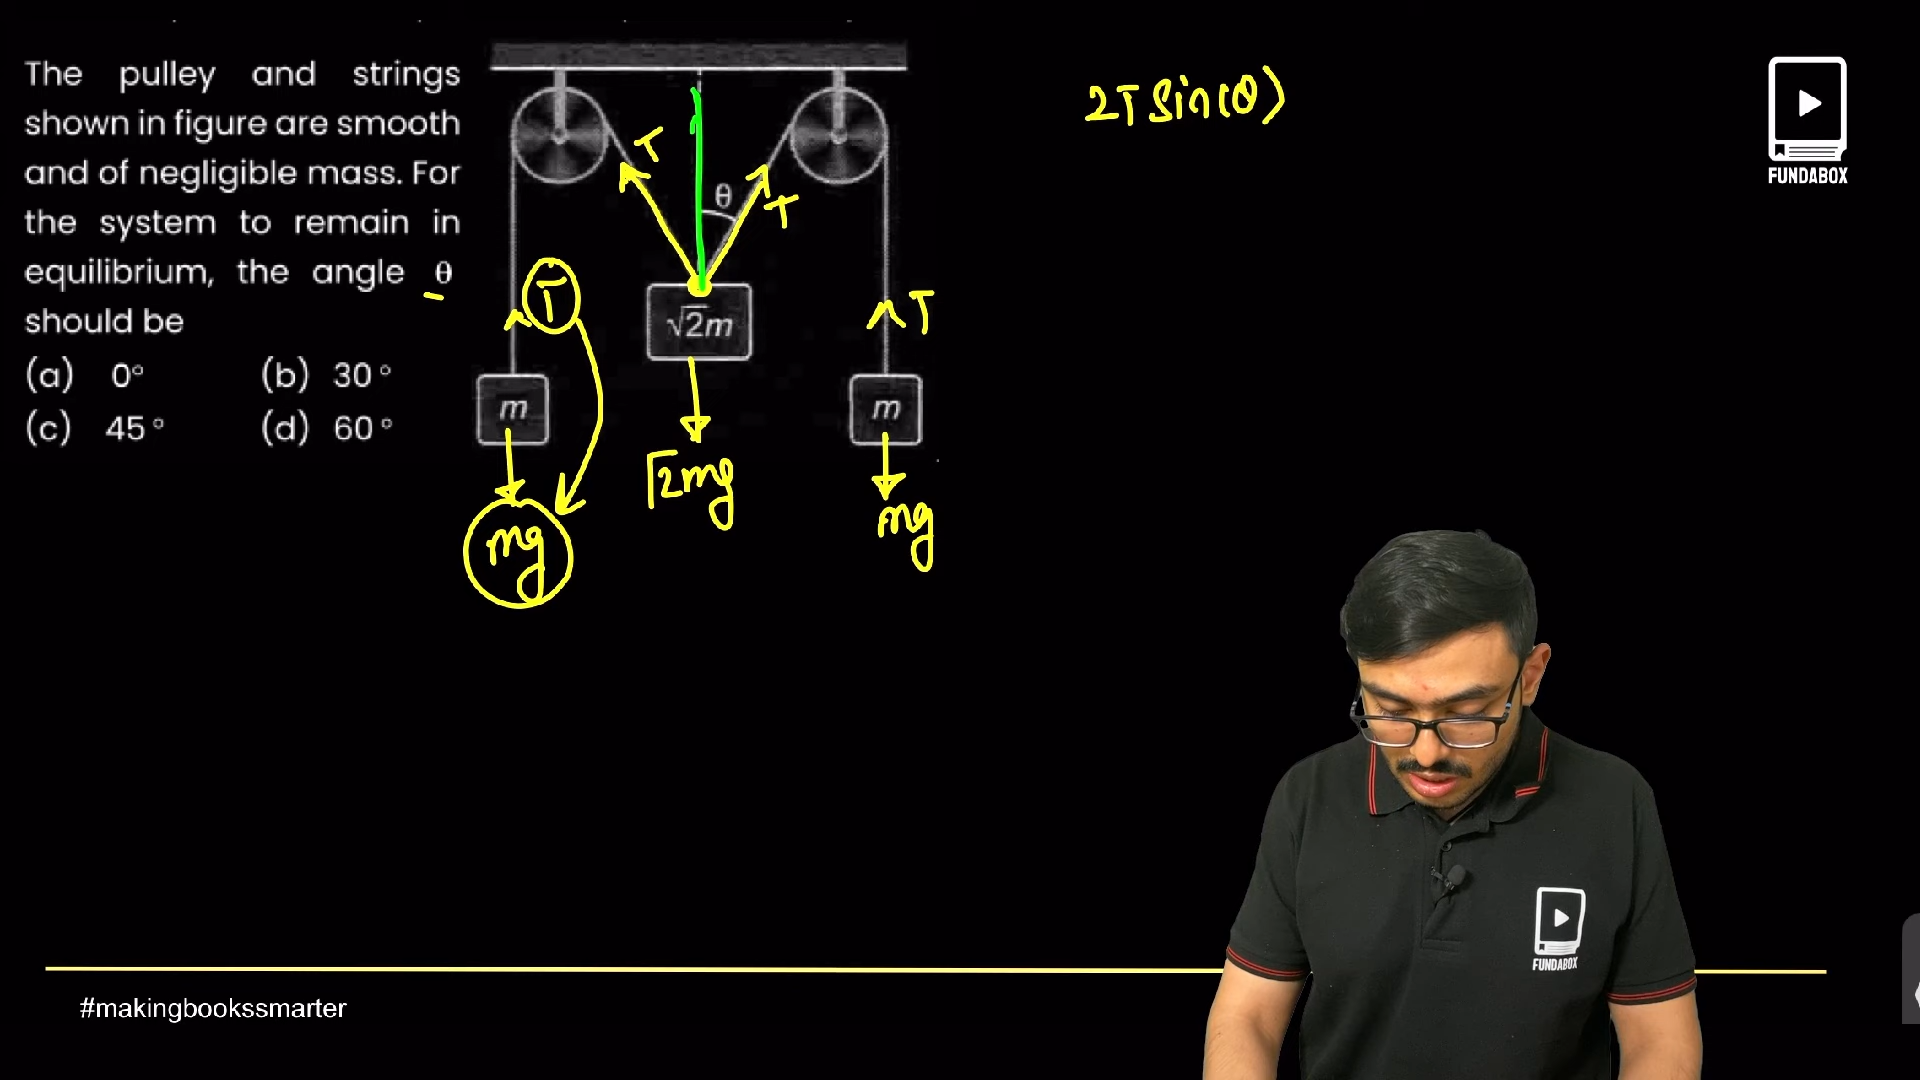 The pulley and strings
shown in figure are smooth
and of negligible mass. For
the system to remain in
equilibrium, the angle θ
should be
(a) 0° (b) 30°
(c) 45° (d) 60°
T
θ
T
T
√2m
T
m
m
mg
√2mg
mg
2T sin(θ)
FUNDABOX
FUNDABOX
#makingbookssmarter